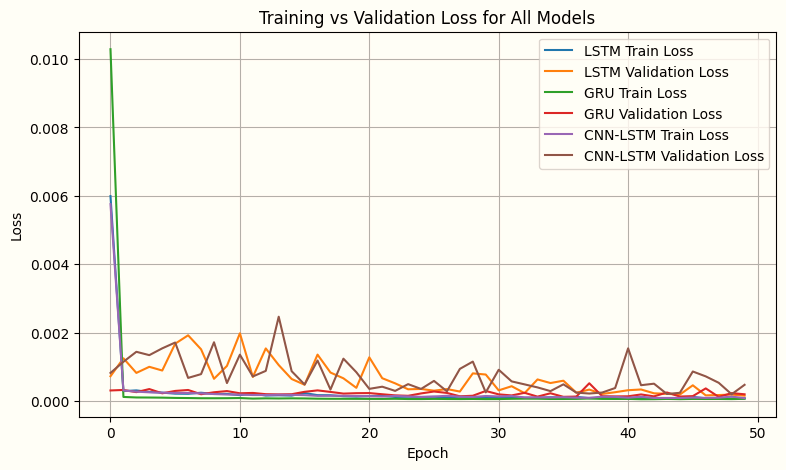 Training vs Validation Loss for All Models
LSTM Train Loss
LSTM Validation Loss
GRU Train Loss
GRU Validation Loss
CNN-LSTM Train Loss
CNN-LSTM Validation Loss
Loss
0.010
0.008
0.006
0.004
0.002
0.000
0 10 20 30 40 50
Epoch